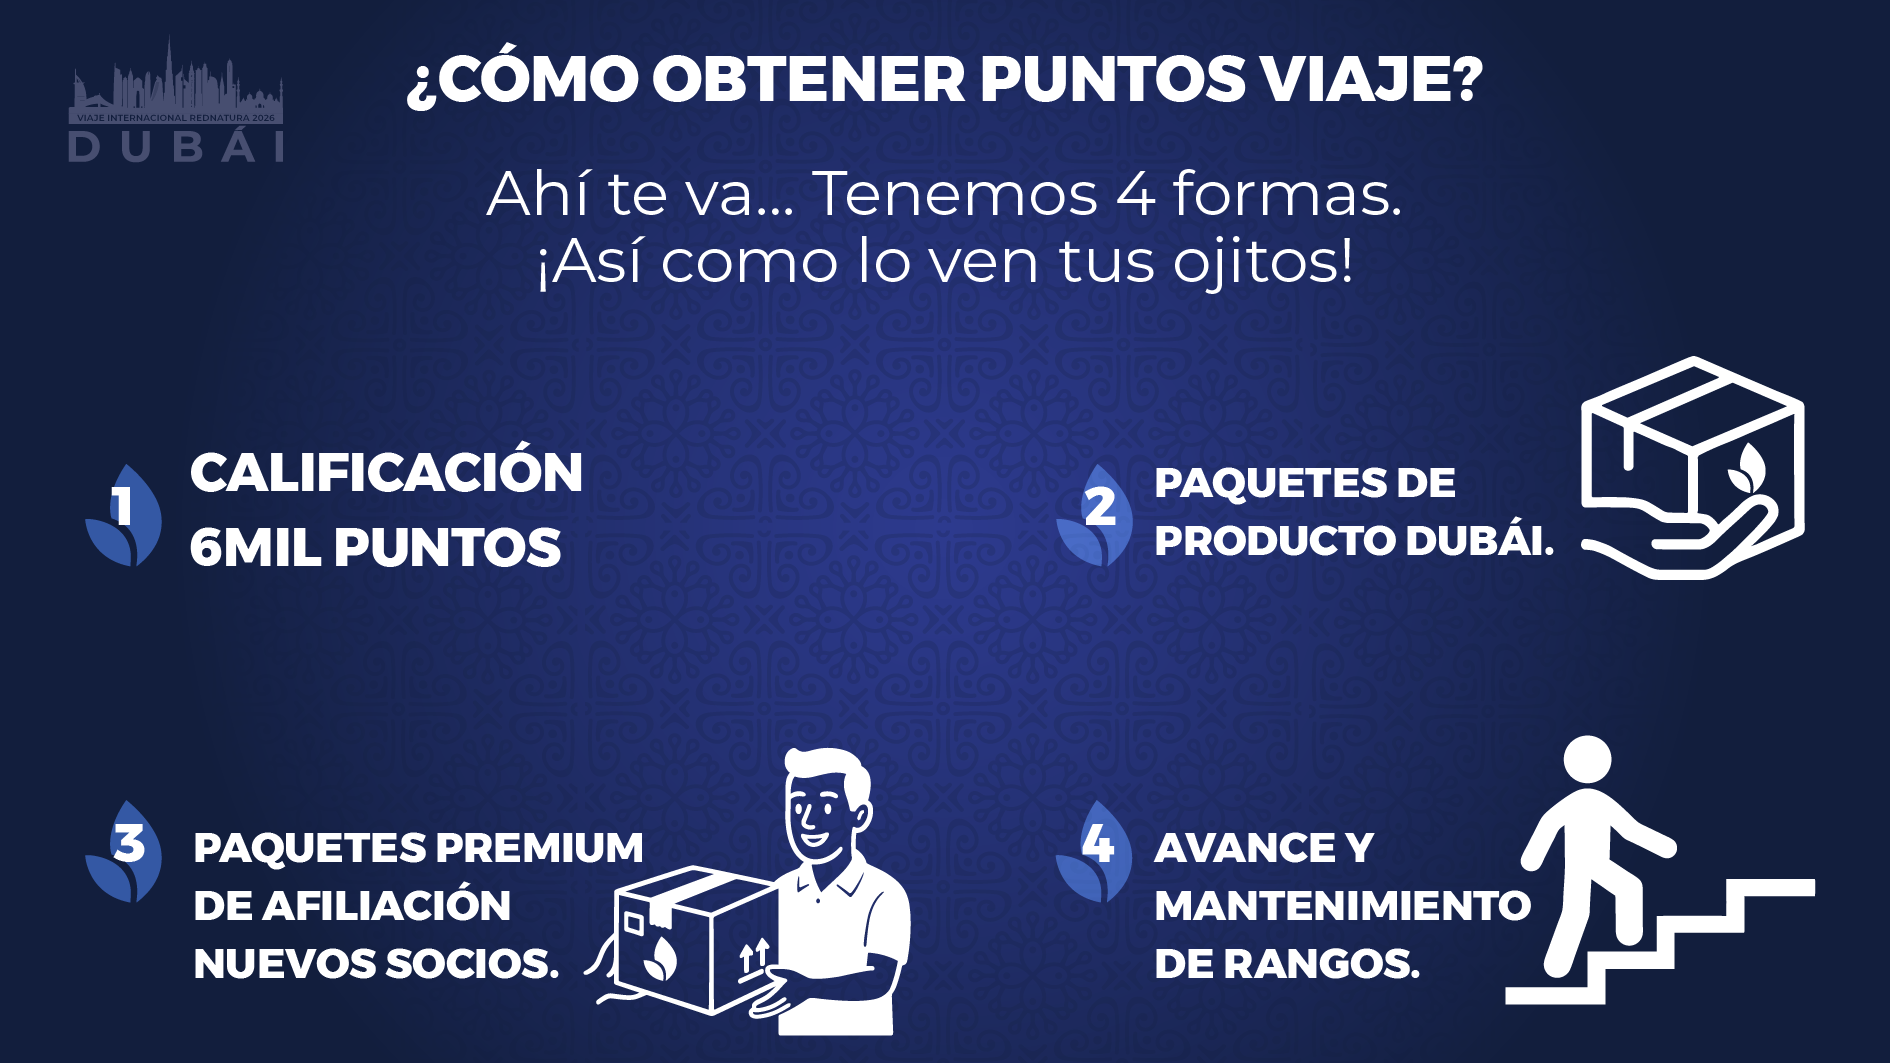 VIAJE INTERNACIONAL REDNATURA 2026
DUBÁI
¿CÓMO OBTENER PUNTOS VIAJE?
Ahí te va... Tenemos 4 formas.
¡Así como lo ven tus ojitos!
1
CALIFICACIÓN
6MIL PUNTOS
2
PAQUETES DE
PRODUCTO DUBÁI.
3
PAQUETES PREMIUM
DE AFILIACIÓN
NUEVOS SOCIOS.
4
AVANCE Y
MANTENIMIENTO
DE RANGOS.